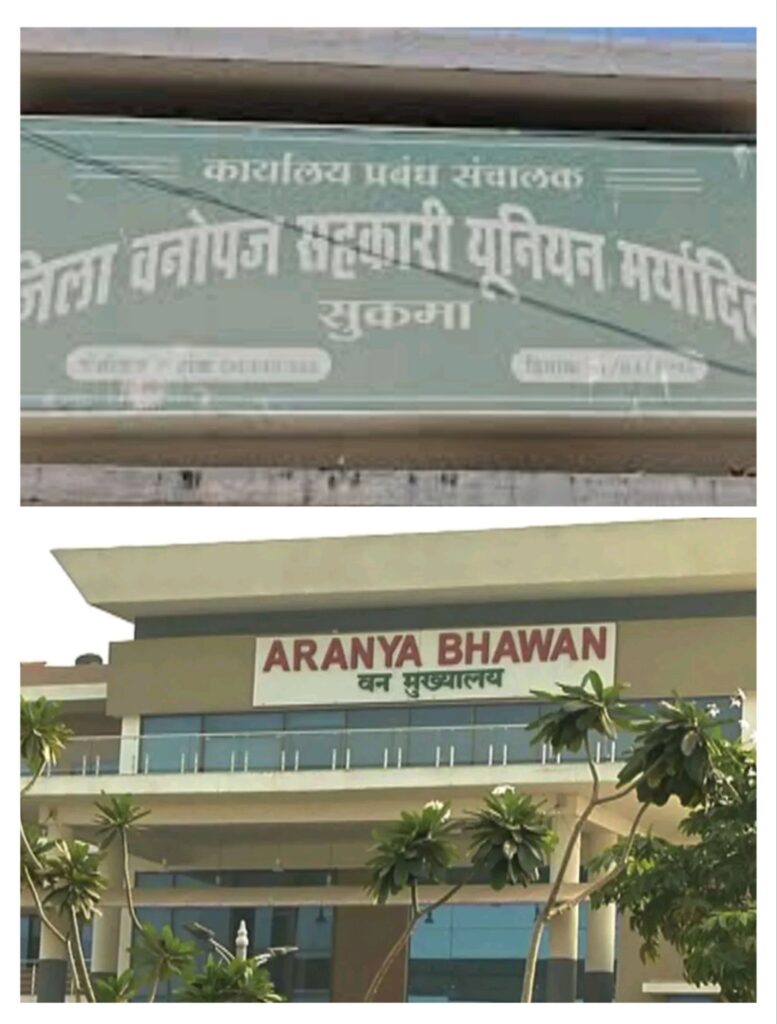 कार्यालय प्रबंध संचालक
जिला वनोपज सहकारी यूनियन मर्यादित
सुकमा
ARANYA BHAWAN
वन मुख्यालय